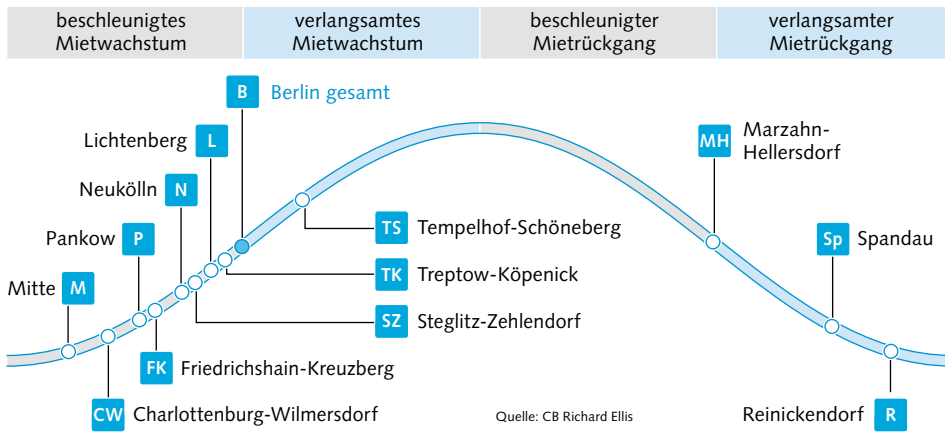 beschleunigtes
Mietwachstum
verlangsamtes
Mietwachstum
beschleunigter
Mietrückgang
verlangsamter
Mietrückgang
B Berlin gesamt
Lichtenberg L
Neukölln N
Pankow P
Mitte M
MH Marzahn-
Hellersdorf
TS Tempelhof-Schöneberg
Sp Spandau
TK Treptow-Köpenick
SZ Steglitz-Zehlendorf
FK Friedrichshain-Kreuzberg
CW Charlottenburg-Wilmersdorf
Quelle: CB Richard Ellis
Reinickendorf R